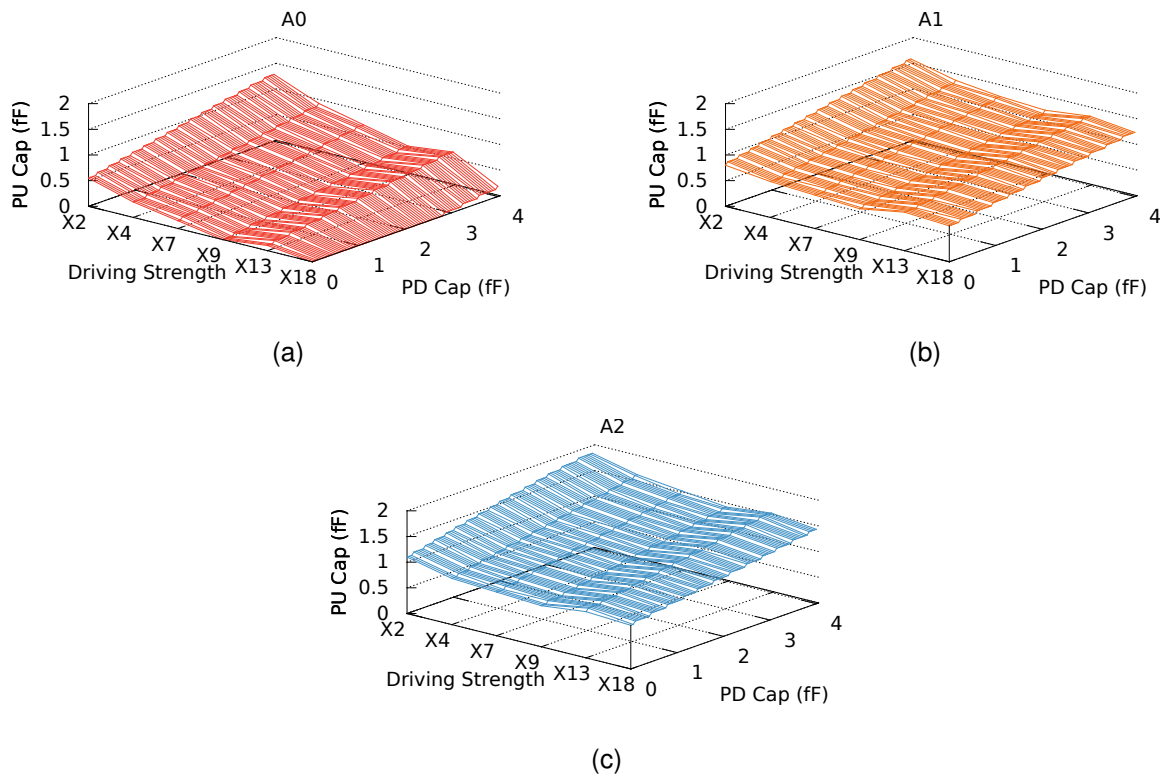 A0
PU Cap (fF)
2
1.5
1
0.5
0
X2
X4
X7
X9
X13
X18
Driving Strength
0
1
2
3
4
PD Cap (fF)
(a)
A1
PU Cap (fF)
2
1.5
1
0.5
0
X2
X4
X7
X9
X13
X18
Driving Strength
0
1
2
3
4
PD Cap (fF)
(b)
A2
PU Cap (fF)
2
1.5
1
0.5
0
X2
X4
X7
X9
X13
X18
Driving Strength
0
1
2
3
4
PD Cap (fF)
(c)